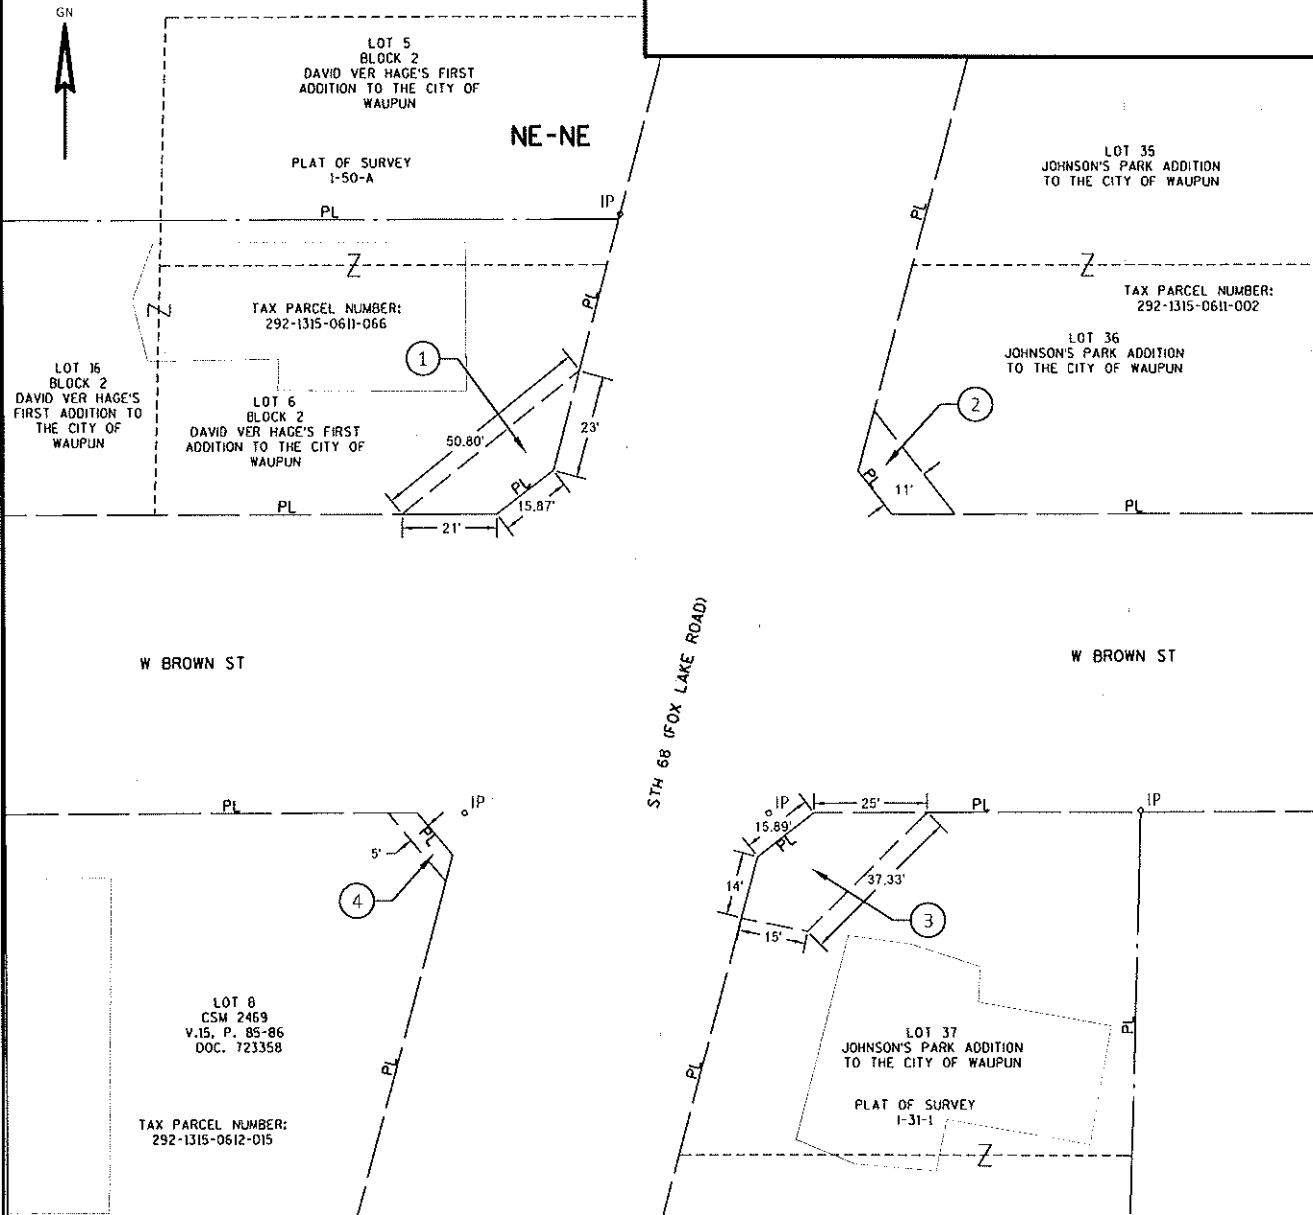 GN
LOT 5
BLOCK 2
DAVID VER HAGE'S FIRST
ADDITION TO THE CITY OF
WAUPUN
NE-NE
PLAT OF SURVEY
1-50-A
LOT 35
JOHNSON'S PARK ADDITION
TO THE CITY OF WAUPUN
PL
IP
PL
Z
Z
Z
PL
TAX PARCEL NUMBER:
292-1315-0611-066
TAX PARCEL NUMBER:
292-1315-0611-002
LOT 36
JOHNSON'S PARK ADDITION
TO THE CITY OF WAUPUN
1
LOT 16
BLOCK 2
DAVID VER HAGE'S
FIRST ADDITION TO
THE CITY OF
WAUPUN
LOT 6
BLOCK 2
DAVID VER HAGE'S FIRST
ADDITION TO THE CITY OF
WAUPUN
2
50.80'
23'
PL
PL
11'
PL
15.87'
PL
21'
W BROWN ST
STH 68 (FOX LAKE ROAD)
W BROWN ST
PL
IP
IP
25'
PL
IP
15.89'
PL
PL
5'
4
14'
37.33'
3
15'
LOT 8
CSM 2469
V.15, P. 85-86
DOC. 723358
PL
PL
LOT 37
JOHNSON'S PARK ADDITION
TO THE CITY OF WAUPUN
PL
PLAT OF SURVEY
1-31-1
TAX PARCEL NUMBER:
292-1315-0612-015
Z